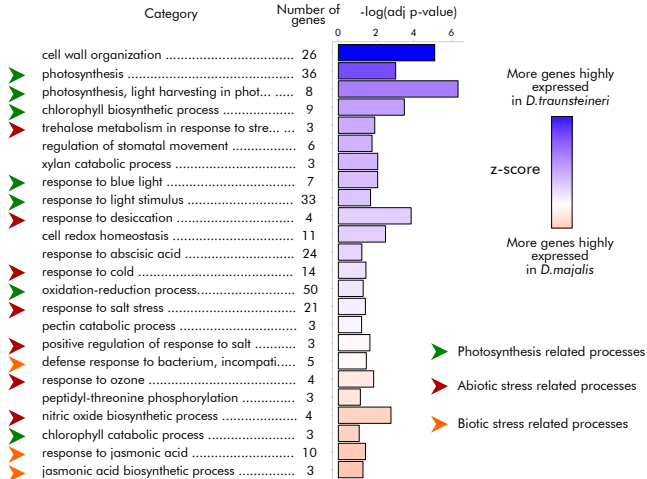 Category
Number of genes
-log(adj p-value)
0 2 4 6
cell wall organization ........................ 26
photosynthesis ................................... 36
photosynthesis, light harvesting in phot... ..... 8
chlorophyll biosynthetic process ............ 9
trehalose metabolism in response to stre... ... 3
regulation of stomatal movement ........ 6
xylan catabolic process ........................ 3
response to blue light .......................... 7
response to light stimulus .................... 33
response to desiccation ....................... 4
cell redox homeostasis ........................ 11
response to abscisic acid ..................... 24
response to cold ................................. 14
oxidation-reduction process................. 50
response to salt stress ......................... 21
pectin catabolic process ...................... 3
positive regulation of response to salt .. 3
defense response to bacterium, incompati..... 5
response to ozone .............................. 4
peptidyl-threonine phosphorylation ...... 3
nitric oxide biosynthetic process ........... 4
chlorophyll catabolic process ............... 3
response to jasmonic acid ................... 10
jasmonic acid biosynthetic process ....... 3
More genes highly
expressed
in D.traunsteineri
z-score
More genes highly
expressed
in D.majalis
Photosynthesis related processes
Abiotic stress related processes
Biotic stress related processes